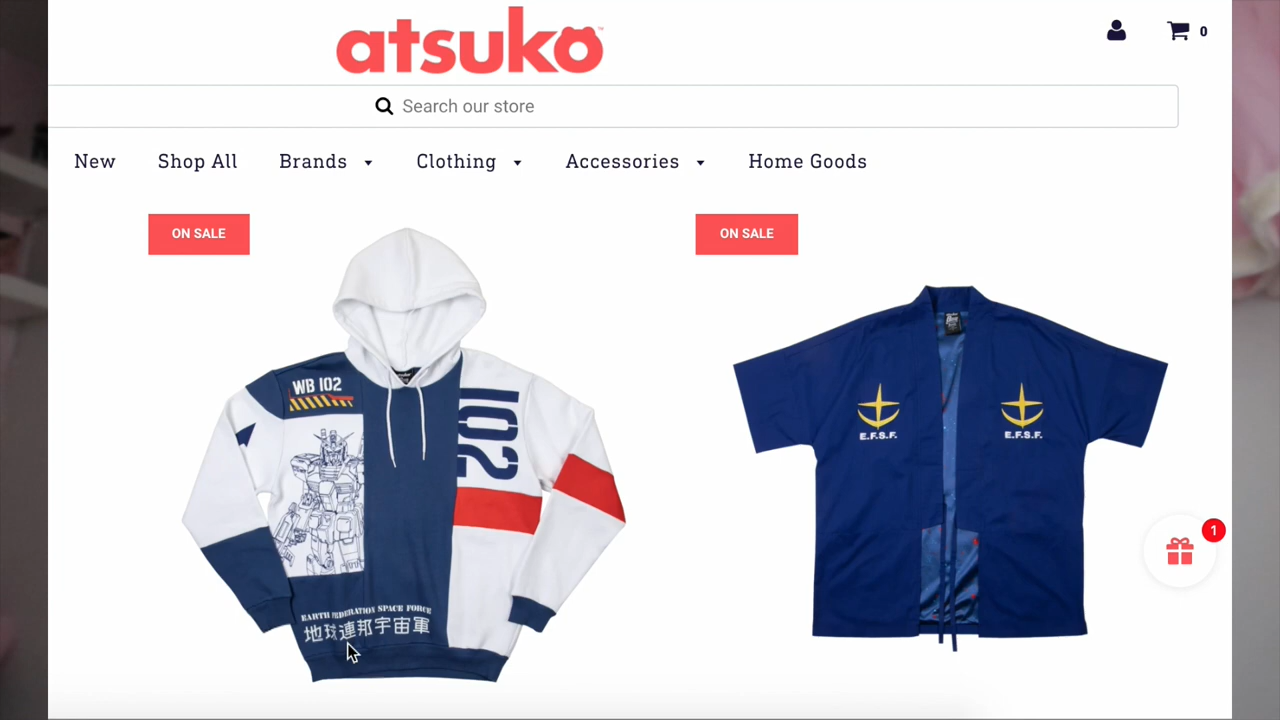 atsuko
™
0
Search our store
New Shop All Brands Clothing Accessories Home Goods
ON SALE
ON SALE
WB 102
102
EARTH FEDERATION SPACE FORCE
地球連邦宇宙軍
E.F.S.F.
E.F.S.F.
1